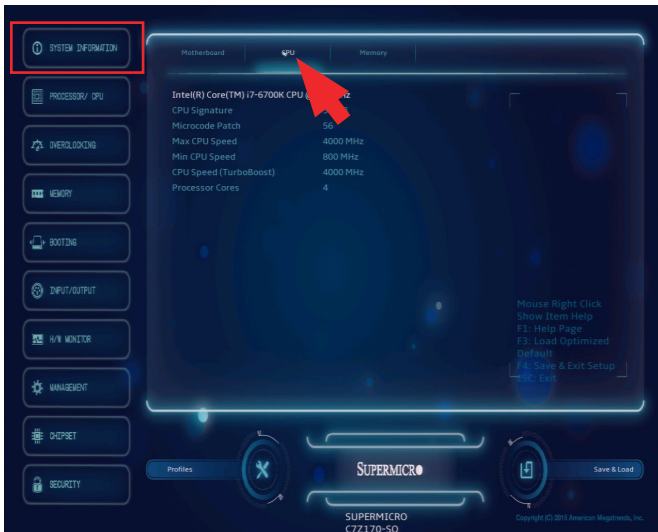 SYSTEM INFORMATION
PROCESSOR/ CPU
OVERCLOCKING
MEMORY
BOOTING
INPUT/OUTPUT
H/W MONITOR
MANAGEMENT
CHIPSET
SECURITY
Motherboard CPU Memory
Intel(R) Core(TM) i7-6700K CPU
CPU Signature
Microcode Patch 56
Max CPU Speed 4000 MHz
Min CPU Speed 800 MHz
CPU Speed (TurboBoost) 4000 MHz
Processor Cores 4
Mouse Right Click
Show Item Help
F1: Help Page
F3: Load Optimized
Default
F4: Save & Exit Setup
ESC: Exit
Profiles
SUPERMICRO
Save & Load
SUPERMICRO
C7Z170-SQ
Copyright (C) 2015 American Megatrends, Inc.